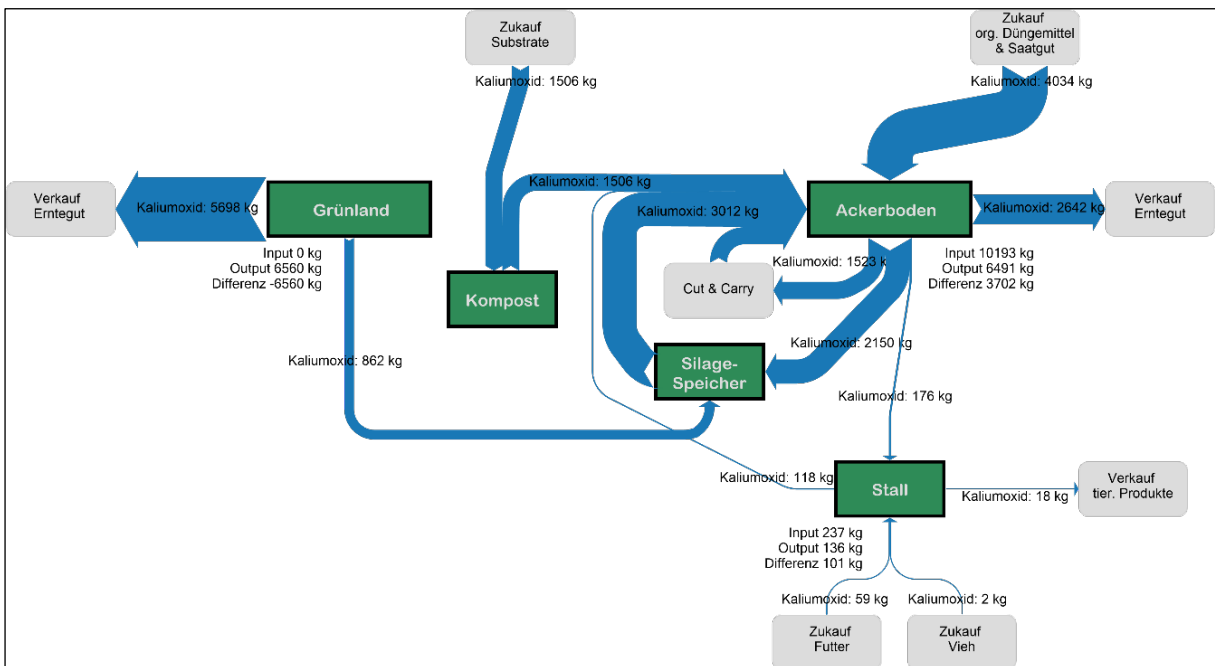 Zukauf
Substrate
Zukauf
org. Düngemittel
& Saatgut
Kaliumoxid: 1506 kg
Kaliumoxid: 4034 kg
Verkauf
Erntegut
Kaliumoxid: 5698 kg
Grünland
Kaliumoxid: 1506 kg
Kaliumoxid: 3012 kg
Ackerboden
Kaliumoxid: 2642 kg
Verkauf
Erntegut
Input 0 kg
Output 6560 kg
Differenz -6560 kg
Kompost
Cut & Carry
Kaliumoxid: 1523 k
Input 10193 kg
Output 6491 kg
Differenz 3702 kg
Kaliumoxid: 862 kg
Silage-
Speicher
Kaliumoxid: 2150 kg
Kaliumoxid: 176 kg
Kaliumoxid: 118 kg
Stall
Kaliumoxid: 18 kg
Verkauf
tier. Produkte
Input 237 kg
Output 136 kg
Differenz 101 kg
Kaliumoxid: 59 kg
Kaliumoxid: 2 kg
Zukauf
Futter
Zukauf
Vieh